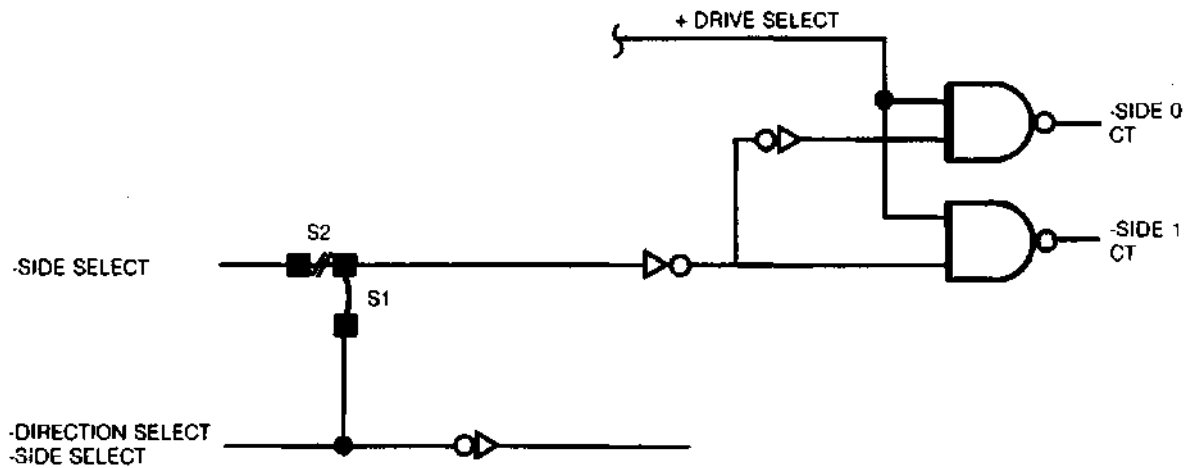 + DRIVE SELECT
-SIDE 0
CT
-SIDE 1
CT
S2
-SIDE SELECT
S1
-DIRECTION SELECT
-SIDE SELECT